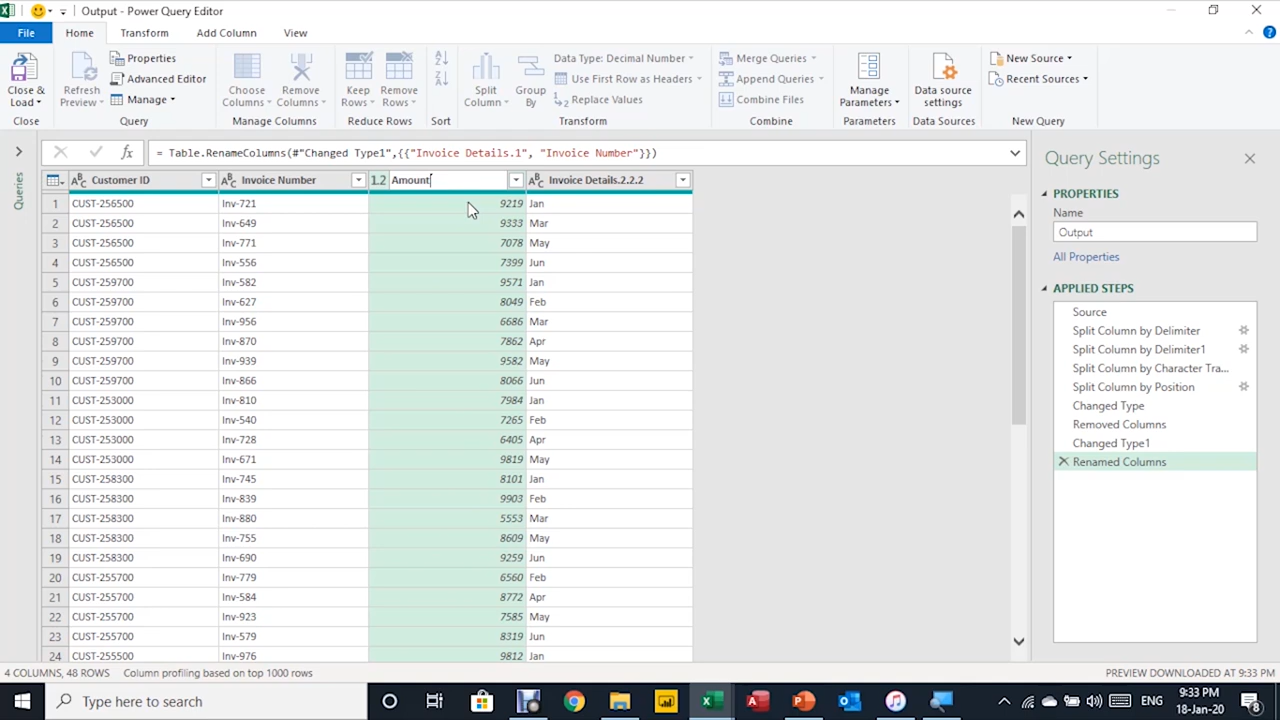 Output - Power Query Editor
File
Home
Transform
Add Column
View
Close &
Load
Close
Refresh
Preview
Properties
Advanced Editor
Manage
Query
Choose
Columns
Remove
Columns
Manage Columns
Keep
Rows
Remove
Rows
Reduce Rows
Sort
Split
Column
Group
By
Data Type: Decimal Number
Use First Row as Headers
Replace Values
Transform
Merge Queries
Append Queries
Combine Files
Combine
Manage
Parameters
Parameters
Data source
settings
Data Sources
New Source
Recent Sources
New Query
Queries
= Table.RenameColumns(#"Changed Type1",{{"Invoice Details.1", "Invoice Number"}})
Customer ID Invoice Number 1.2 Amount Invoice Details.2.2.2
1 CUST-256500 Inv-721 9219 Jan
2 CUST-256500 Inv-649 9333 Mar
3 CUST-256500 Inv-771 7078 May
4 CUST-256500 Inv-556 7399 Jun
5 CUST-259700 Inv-582 9571 Jan
6 CUST-259700 Inv-627 8049 Feb
7 CUST-259700 Inv-956 6686 Mar
8 CUST-259700 Inv-870 7862 Apr
9 CUST-259700 Inv-939 9582 May
10 CUST-259700 Inv-866 8066 Jun
11 CUST-253000 Inv-810 7984 Jan
12 CUST-253000 Inv-540 7265 Feb
13 CUST-253000 Inv-728 6405 Apr
14 CUST-253000 Inv-671 9819 May
15 CUST-258300 Inv-745 8101 Jan
16 CUST-258300 Inv-839 9903 Feb
17 CUST-258300 Inv-880 5553 Mar
18 CUST-258300 Inv-755 8609 May
19 CUST-258300 Inv-690 9259 Jun
20 CUST-255700 Inv-779 6560 Feb
21 CUST-255700 Inv-584 8772 Apr
22 CUST-255700 Inv-923 7585 May
23 CUST-255700 Inv-579 8319 Jun
24 CUST-255500 Inv-976 9812 Jan
Query Settings
PROPERTIES
Name
Output
All Properties
APPLIED STEPS
Source
Split Column by Delimiter
Split Column by Delimiter1
Split Column by Character Tra...
Split Column by Position
Changed Type
Removed Columns
Changed Type1
Renamed Columns
4 COLUMNS, 48 ROWS Column profiling based on top 1000 rows
PREVIEW DOWNLOADED AT 9:33 PM
Type here to search
ENG
9:33 PM
18-Jan-20
8